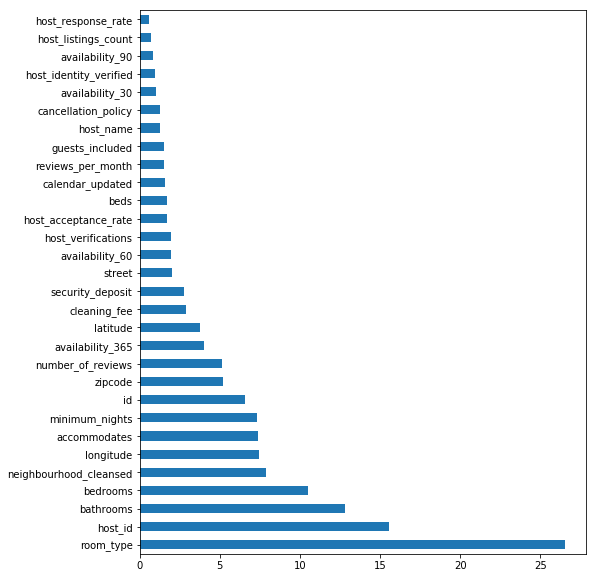 host_response_rate
host_listings_count
availability_90
host_identity_verified
availability_30
cancellation_policy
host_name
guests_included
reviews_per_month
calendar_updated
beds
host_acceptance_rate
host_verifications
availability_60
street
security_deposit
cleaning_fee
latitude
availability_365
number_of_reviews
zipcode
id
minimum_nights
accommodates
longitude
neighbourhood_cleansed
bedrooms
bathrooms
host_id
room_type
0 5 10 15 20 25